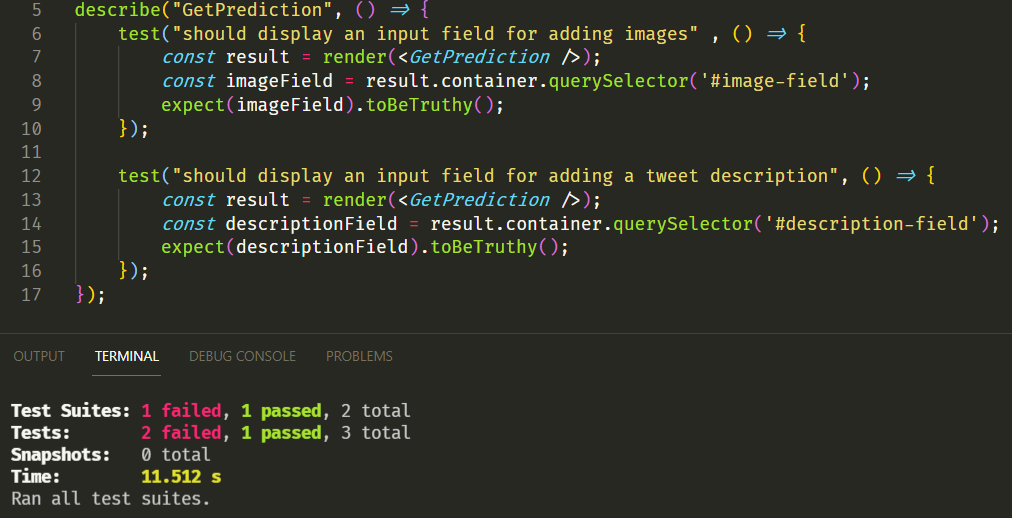 5 describe("GetPrediction", () => {
6 test("should display an input field for adding images" , () => {
7 const result = render(<GetPrediction />);
8 const imageField = result.container.querySelector('#image-field');
9 expect(imageField).toBeTruthy();
10 });
11
12 test("should display an input field for adding a tweet description", () => {
13 const result = render(<GetPrediction />);
14 const descriptionField = result.container.querySelector('#description-field');
15 expect(descriptionField).toBeTruthy();
16 });
17 });
OUTPUT TERMINAL DEBUG CONSOLE PROBLEMS
Test Suites: 1 failed, 1 passed, 2 total
Tests: 2 failed, 1 passed, 3 total
Snapshots: 0 total
Time: 11.512 s
Ran all test suites.